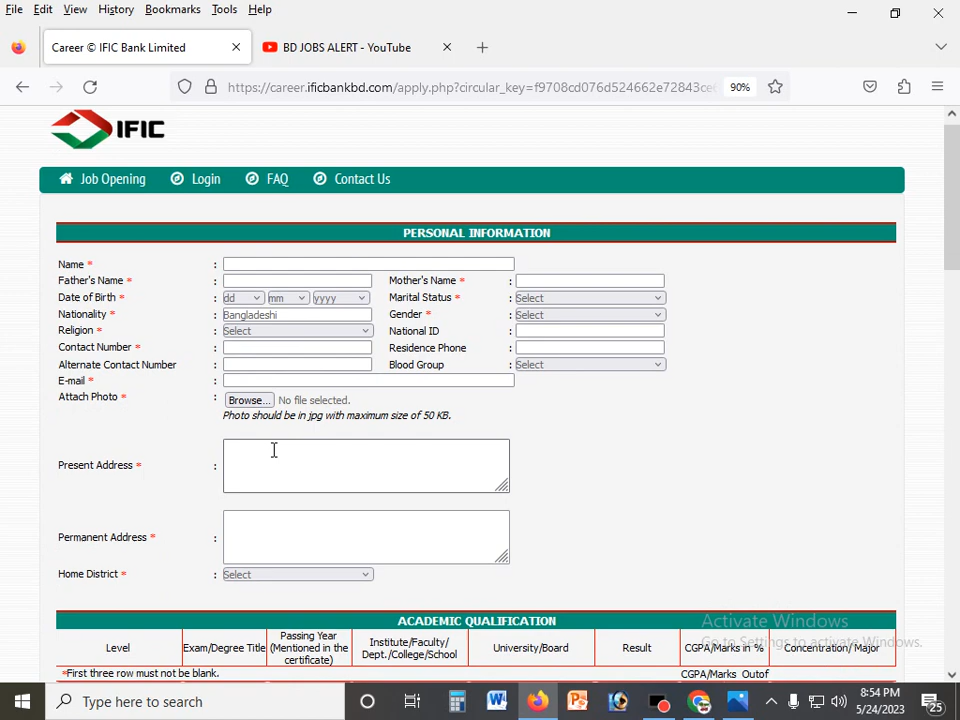 File Edit View History Bookmarks Tools Help
Career © IFIC Bank Limited
BD JOBS ALERT - YouTube
https://career.ificbankbd.com/apply.php?circular_key=f9708cd076d524662e72843ce
90%
IFIC
Job Opening Login FAQ Contact Us
PERSONAL INFORMATION
Name * :
Father's Name * : Mother's Name * :
Date of Birth * : dd mm yyyy Marital Status * : Select
Nationality * : Bangladeshi Gender * : Select
Religion * : Select National ID :
Contact Number * : Residence Phone :
Alternate Contact Number : Blood Group : Select
E-mail * :
Attach Photo * : Browse... No file selected.
Photo should be in jpg with maximum size of 50 KB.
Present Address * :
Permanent Address * :
Home District * : Select
ACADEMIC QUALIFICATION
Level Exam/Degree Title Passing Year (Mentioned in the certificate) Institute/Faculty/ Dept./College/School University/Board Result CGPA/Marks in % Concentration/ Major
*First three row must not be blank. CGPA/Marks Outof
Activate Windows
Go to Settings to activate Windows.
Type here to search
8:54 PM
5/24/2023
25